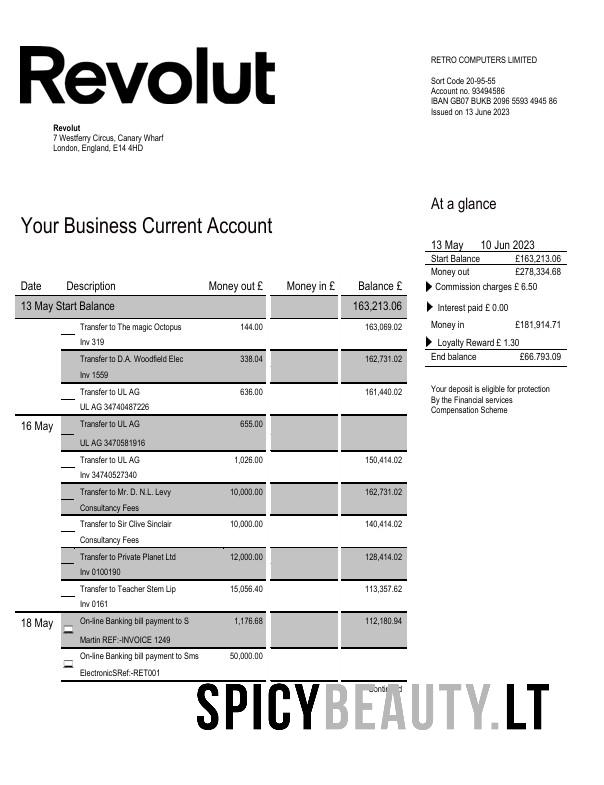 Revolut
RETRO COMPUTERS LIMITED
Sort Code 20-95-55
Account no. 93494586
IBAN GB07 BUKB 2096 5593 4945 86
Issued on 13 June 2023
Revolut
7 Westferry Circus, Canary Wharf
London, England, E14 4HD
At a glance
Your Business Current Account
13 May 10 Jun 2023
Start Balance £163,213.06
Money out £278,334.68
Commission charges £ 6.50
Interest paid £ 0.00
Money in £181,914.71
Loyalty Reward £ 1.30
End balance £66.793.09
Your deposit is eligible for protection
By the Financial services
Compensation Scheme
Date Description Money out £ Money in £ Balance £
13 May Start Balance 163,213.06
Transfer to The magic Octopus 144.00 163,069.02
Inv 319
Transfer to D.A. Woodfield Elec 338.04 162,731.02
Inv 1559
Transfer to UL AG 636.00 161,440.02
UL AG 34740487226
16 May Transfer to UL AG 655.00
UL AG 3470581916
Transfer to UL AG 1,026.00 150,414.02
Inv 34740527340
Transfer to Mr. D. N.L. Levy 10,000.00 162,731.02
Consultancy Fees
Transfer to Sir Clive Sinclair 10,000.00 140,414.02
Consultancy Fees
Transfer to Private Planet Ltd 12,000.00 128,414.02
Inv 0100190
Transfer to Teacher Stem Lip 15,056.40 113,357.62
Inv 0161
18 May On-line Banking bill payment to S 1,176.68 112,180.94
Martin REF:-INVOICE 1249
On-line Banking bill payment to Sms 50,000.00
ElectronicSRef:-RET001
SPICYBEAUTY.LT